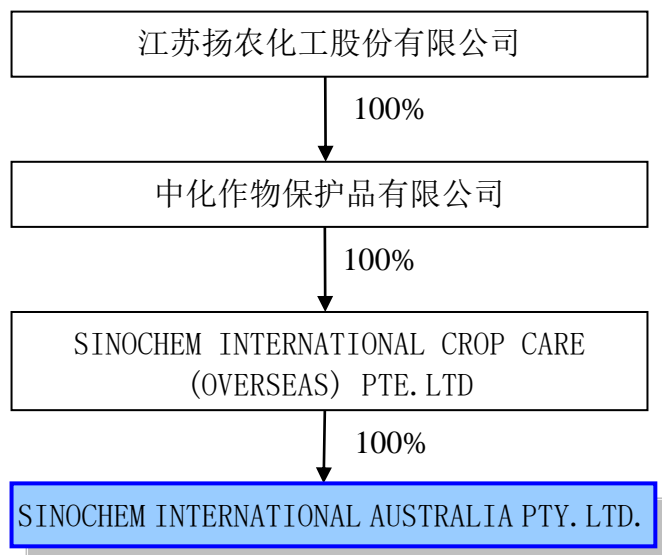 江苏扬农化工股份有限公司
100%
中化作物保护品有限公司
100%
SINOCHEM INTERNATIONAL CROP CARE
(OVERSEAS) PTE.LTD
100%
SINOCHEM INTERNATIONAL AUSTRALIA PTY.LTD.